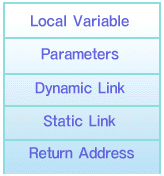 Local Variable
Parameters
Dynamic Link
Static Link
Return Address